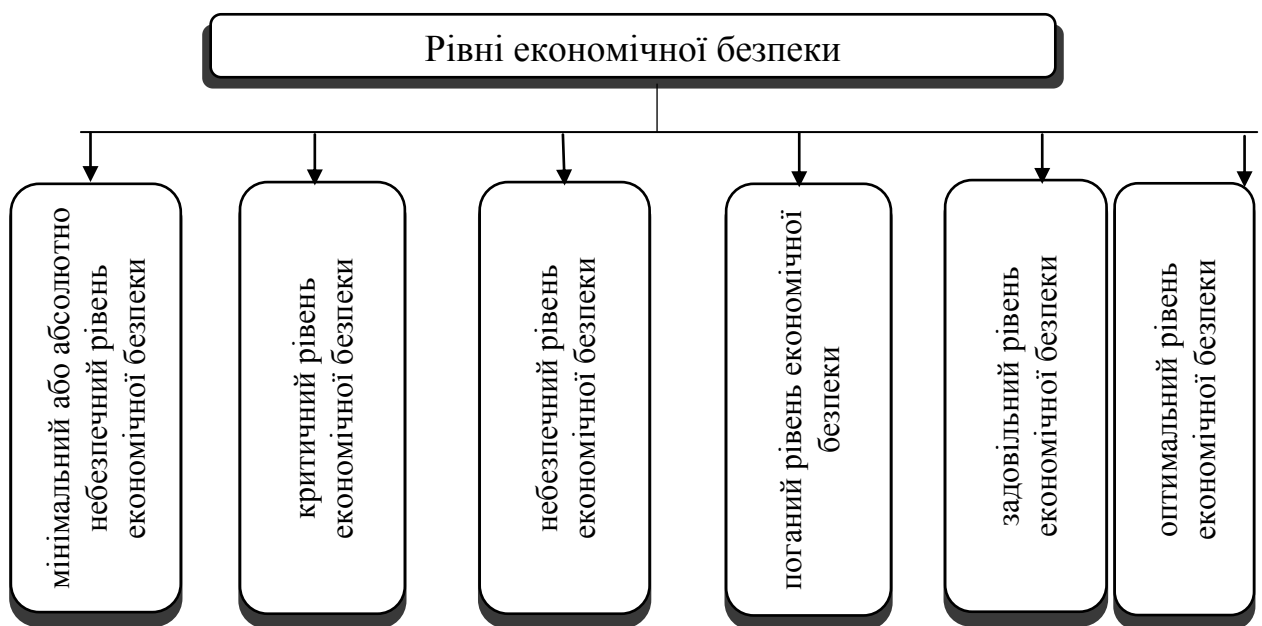 Рівні економічної безпеки
мінімальний або абсолютно
небезпечний рівень
економічної безпеки
критичний рівень
економічної безпеки
небезпечний рівень
економічної безпеки
поганий рівень економічної
безпеки
задовільний рівень
економічної безпеки
оптимальний рівень
економічної безпеки